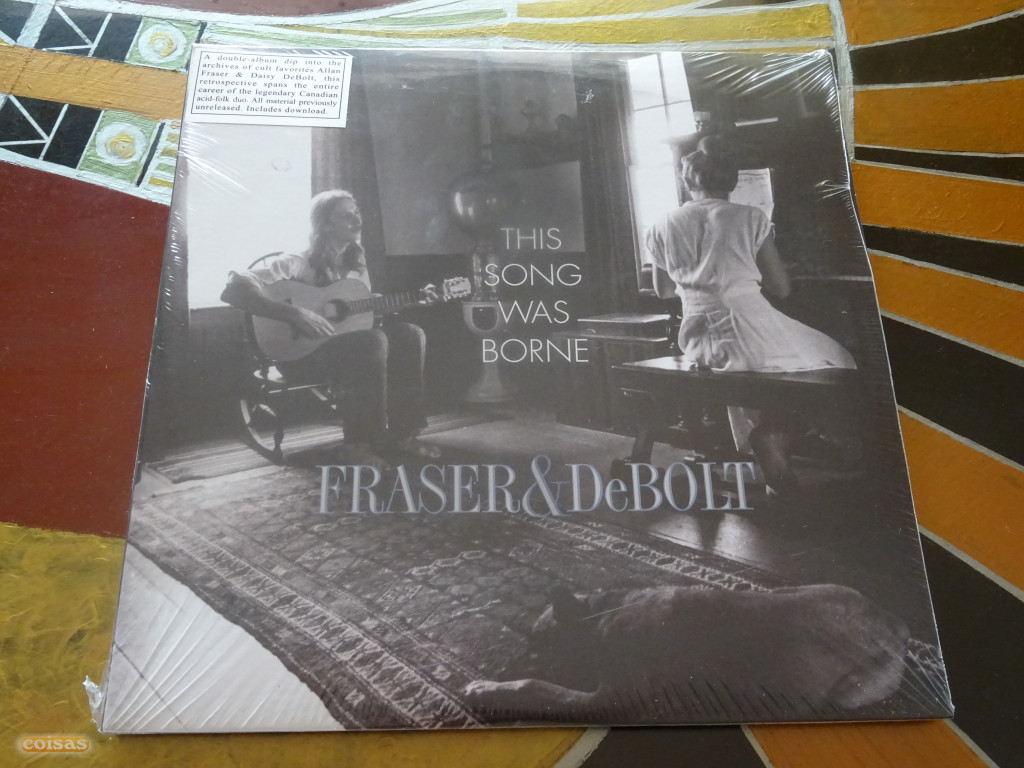 A double-album dip into the
archives of cult favorites Allan
Fraser & Daisy DeBolt, this
retrospective spans the entire
career of the legendary Canadian
acid-folk duo. All material previously
unreleased. Includes download.
THIS
SONG
WAS
BORNE
FRASER&DeBOLT
coisas